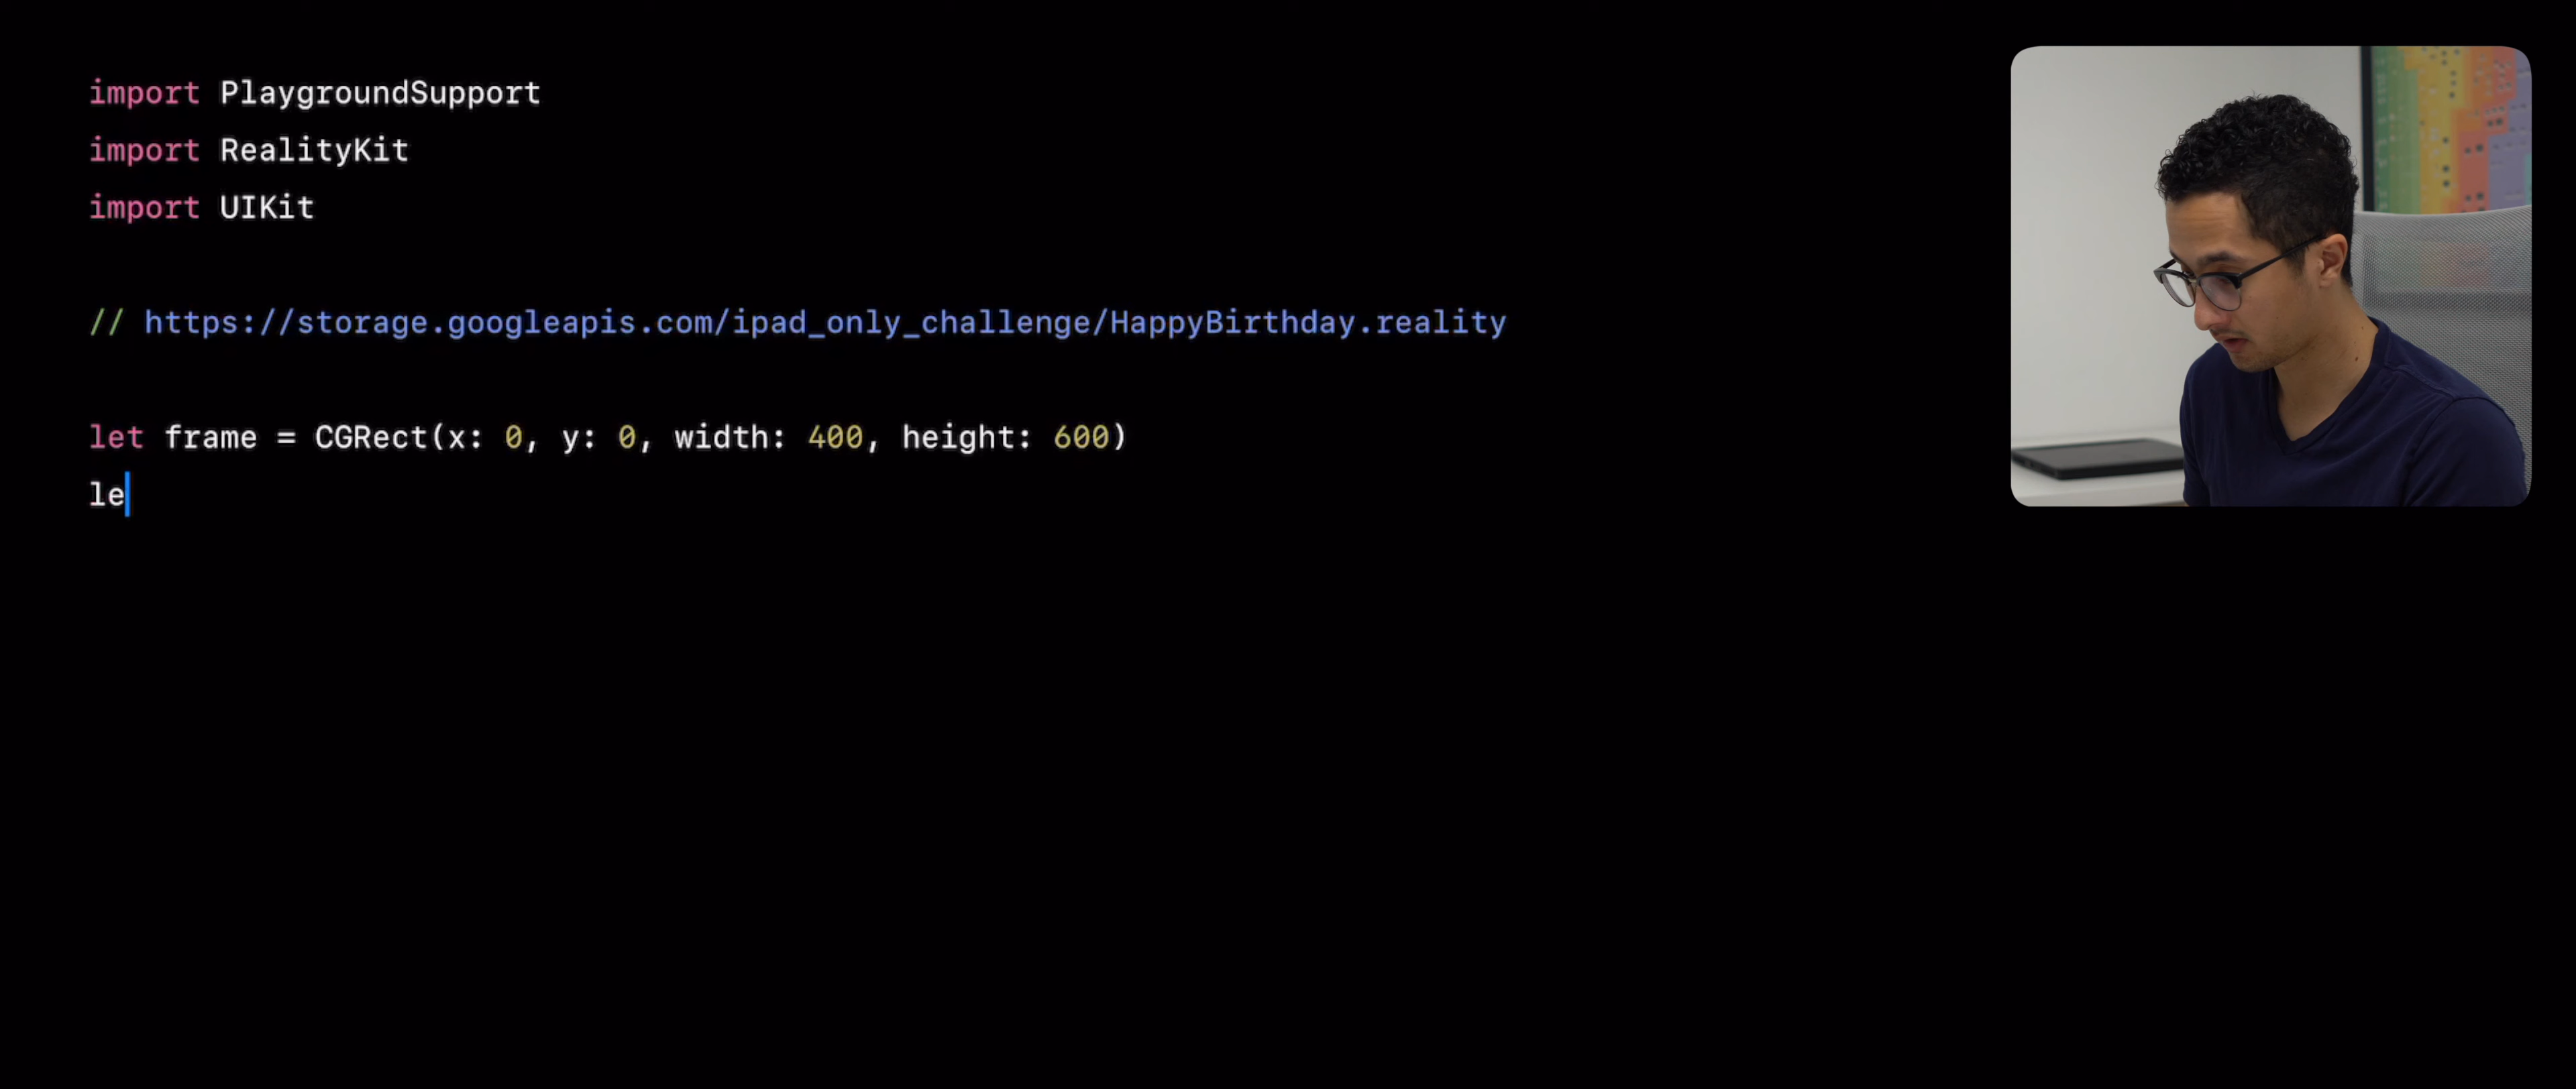 import PlaygroundSupport
import RealityKit
import UIKit
// https://storage.googleapis.com/ipad_only_challenge/HappyBirthday.reality
let frame = CGRect(x: 0, y: 0, width: 400, height: 600)
le